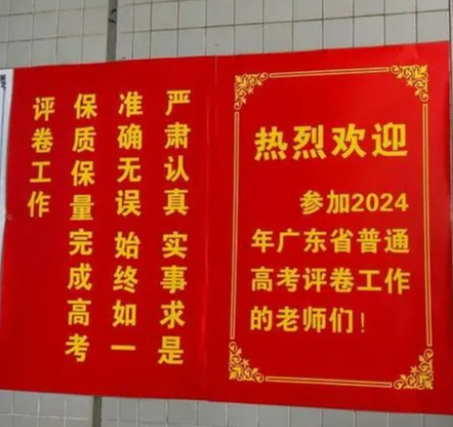 严肃认真 实事求是
准确无误 始终如一
保质保量完成高考
评卷工作
热烈欢迎
参加2024
年广东省普通
高考评卷工作
的老师们！